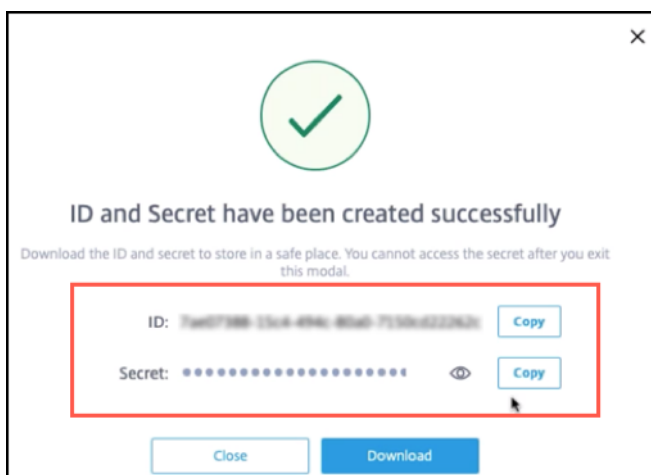 ID and Secret have been created successfully
Download the ID and secret to store in a safe place. You cannot access the secret after you exit
this modal.
ID: Copy
Secret: Copy
Close Download